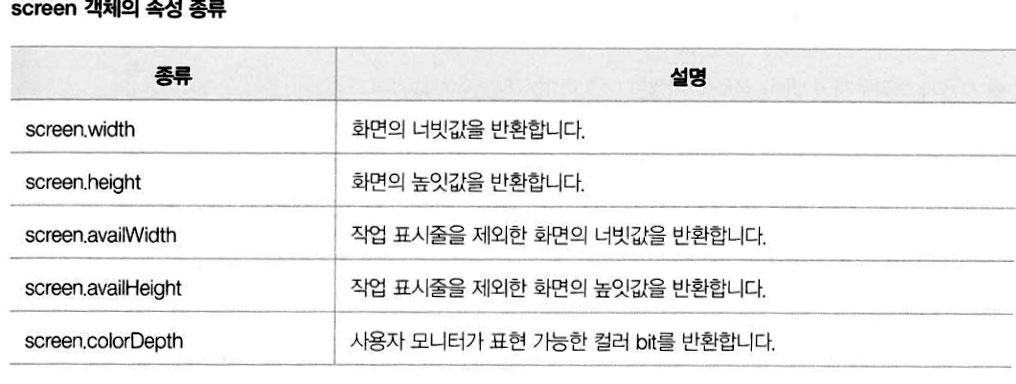 screen 객체의 속성 종류
종류 설명
screen.width 화면의 너빗값을 반환합니다.
screen.height 화면의 높잇값을 반환합니다.
screen.availWidth 작업 표시줄을 제외한 화면의 너빗값을 반환합니다.
screen.availHeight 작업 표시줄을 제외한 화면의 높잇값을 반환합니다.
screen.colorDepth 사용자 모니터가 표현 가능한 컬러 bit를 반환합니다.